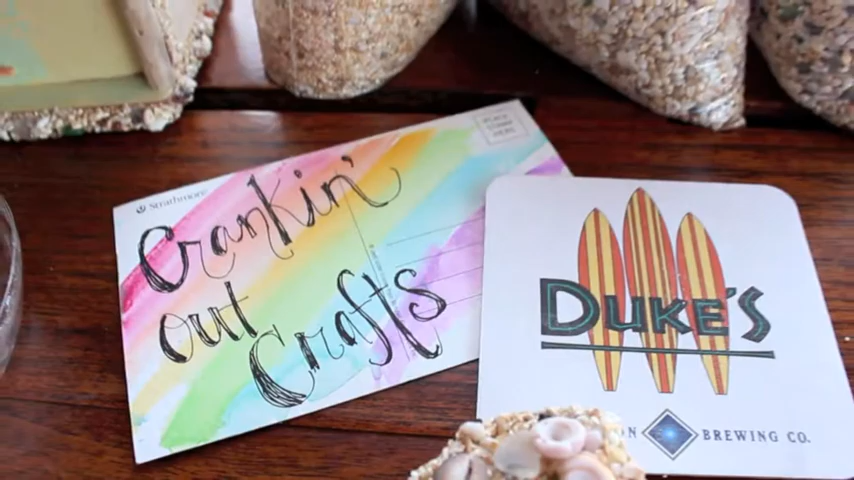 Strathmore
PLACE
STAMP
HERE
Crankin'
out
Crafts
DUKE'S
BREWING CO.